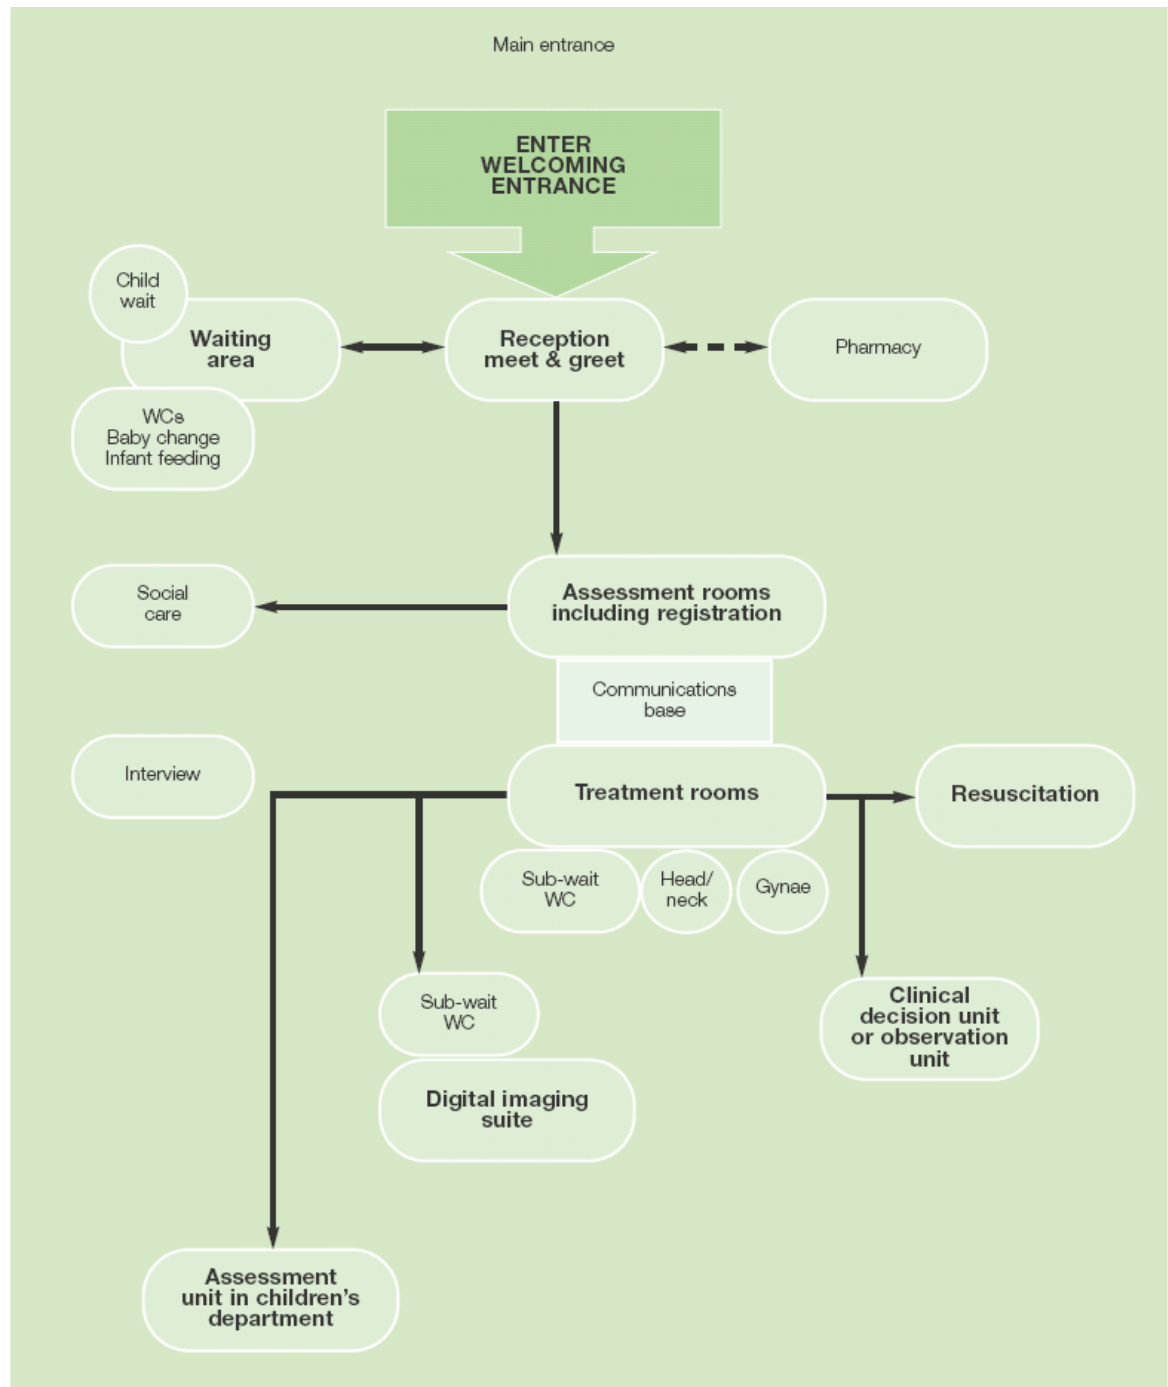 Main entrance
ENTER
WELCOMING
ENTRANCE
Child
wait
Waiting
area
Reception
meet & greet
Pharmacy
WCs
Baby change
Infant feeding
Social
care
Assessment rooms
including registration
Communications
base
Interview
Treatment rooms
Resuscitation
Sub-wait
WC
Head/
neck
Gynae
Sub-wait
WC
Clinical
decision unit
or observation
unit
Digital imaging
suite
Assessment
unit in children's
department